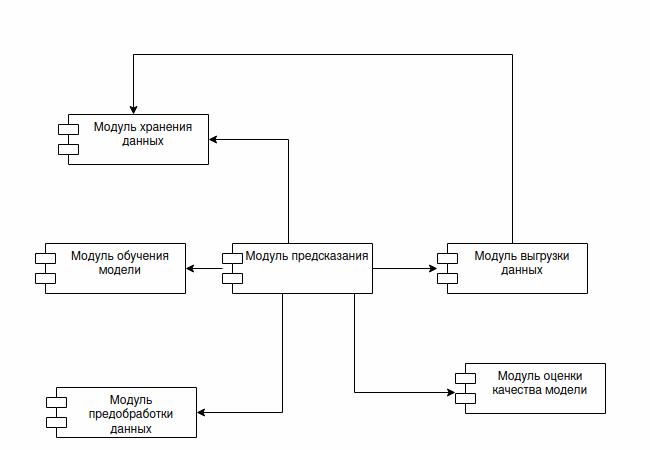 Модуль хранения
данных
Модуль обучения
модели
Модуль предсказания
Модуль выгрузки
данных
Модуль
предобработки
данных
Модуль оценки
качества модели